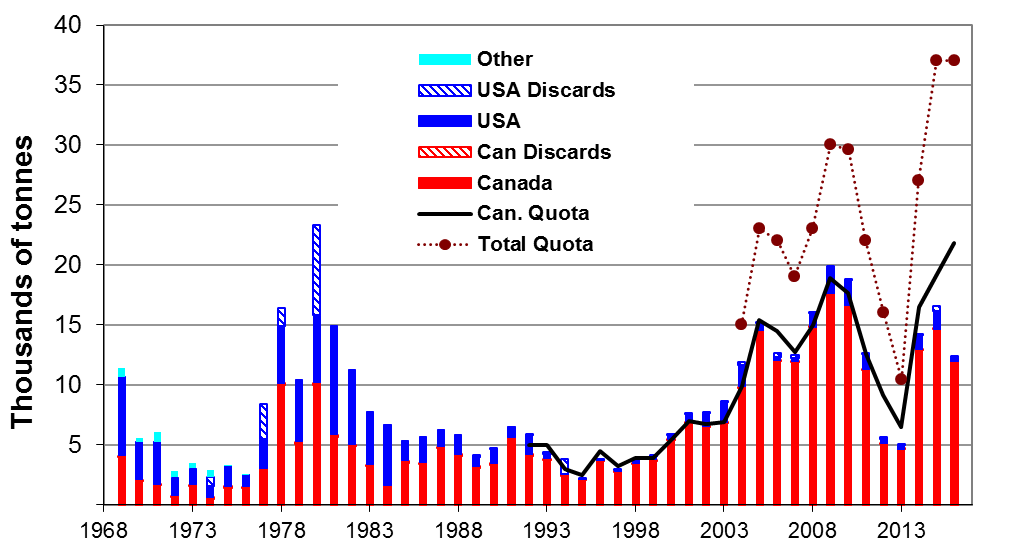 40
35
30
25
20
15
10
5
Thousands of tonnes
Other
USA Discards
USA
Can Discards
Canada
Can. Quota
Total Quota
1968 1973 1978 1983 1988 1993 1998 2003 2008 2013